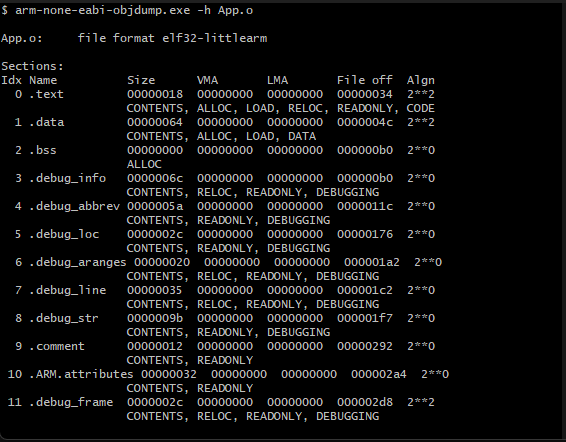 $ arm-none-eabi-objdump.exe -h App.o
App.o:     file format elf32-littlearm
Sections:
Idx Name          Size      VMA       LMA       File off  Algn
  0 .text         00000018  00000000  00000000  00000034  2**2
                  CONTENTS, ALLOC, LOAD, RELOC, READONLY, CODE
  1 .data         00000064  00000000  00000000  0000004c  2**2
                  CONTENTS, ALLOC, LOAD, DATA
  2 .bss          00000000  00000000  00000000  000000b0  2**0
                  ALLOC
  3 .debug_info   0000006c  00000000  00000000  000000b0  2**0
                  CONTENTS, RELOC, READONLY, DEBUGGING
  4 .debug_abbrev 0000005a  00000000  00000000  0000011c  2**0
                  CONTENTS, READONLY, DEBUGGING
  5 .debug_loc    0000002c  00000000  00000000  00000176  2**0
                  CONTENTS, READONLY, DEBUGGING
  6 .debug_aranges 00000020  00000000  00000000  000001a2  2**0
                  CONTENTS, RELOC, READONLY, DEBUGGING
  7 .debug_line   00000035  00000000  00000000  000001c2  2**0
                  CONTENTS, RELOC, READONLY, DEBUGGING
  8 .debug_str    0000009b  00000000  00000000  000001f7  2**0
                  CONTENTS, READONLY, DEBUGGING
  9 .comment      00000012  00000000  00000000  00000292  2**0
                  CONTENTS, READONLY
 10 .ARM.attributes 00000032  00000000  00000000  000002a4  2**0
                  CONTENTS, READONLY
 11 .debug_frame  0000002c  00000000  00000000  000002d8  2**2
                  CONTENTS, RELOC, READONLY, DEBUGGING